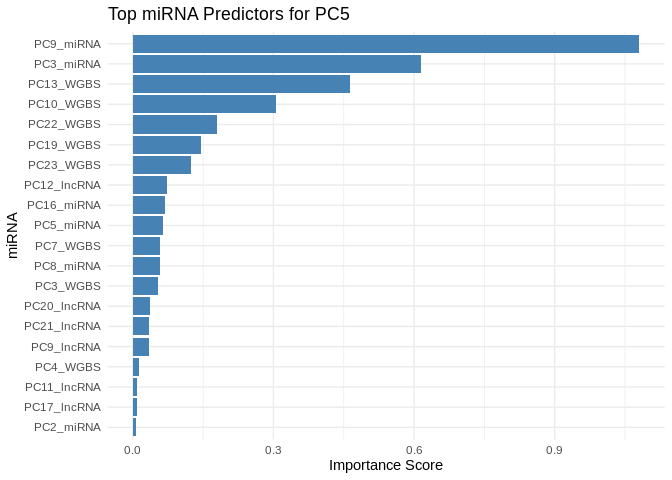 Top miRNA Predictors for PC5
PC9_miRNA
PC3_miRNA
PC13_WGBS
PC10_WGBS
PC22_WGBS
PC19_WGBS
PC23_WGBS
PC12_lncRNA
PC16_miRNA
PC5_miRNA
PC7_WGBS
PC8_miRNA
PC3_WGBS
PC20_lncRNA
PC21_lncRNA
PC9_lncRNA
PC4_WGBS
PC11_lncRNA
PC17_lncRNA
PC2_miRNA
miRNA
0.0 0.3 0.6 0.9
Importance Score